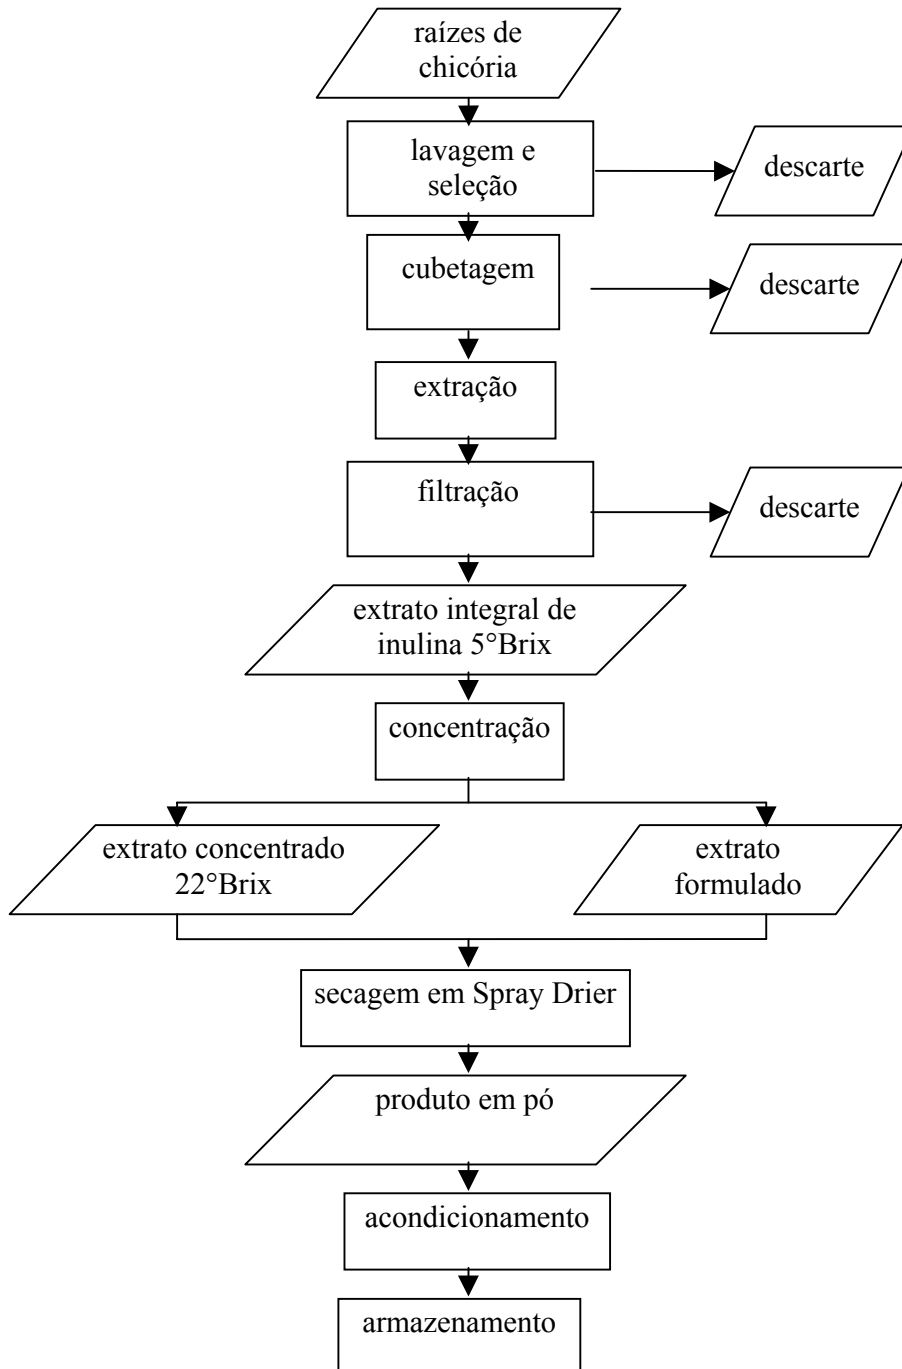 raízes de
chicória
lavagem e
seleção
descarte
cubetagem
descarte
extração
filtração
descarte
extrato integral de
inulina 5°Brix
concentração
extrato concentrado
22°Brix
extrato
formulado
secagem em Spray Drier
produto em pó
acondicionamento
armazenamento